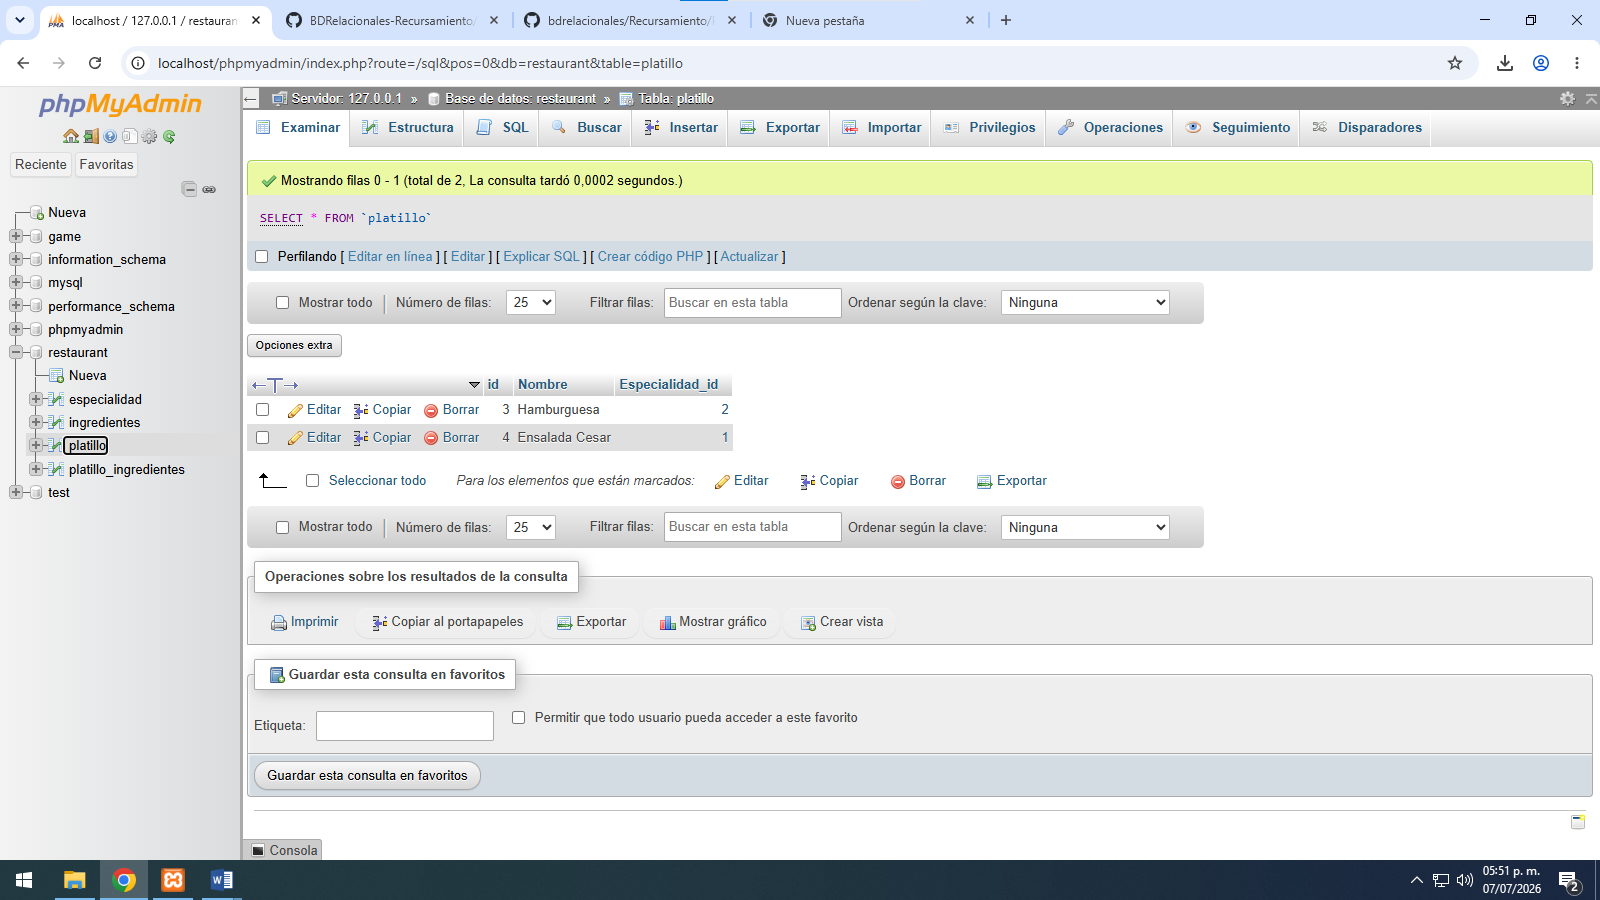 localhost / 127.0.0.1 / restauran
BDRelacionales-Recursamiento/
bdrelacionales/Recursamiento/
Nueva pestaña
localhost/phpmyadmin/index.php?route=/sql&pos=0&db=restaurant&table=platillo
phpMyAdmin
Reciente
Favoritas
Nueva
game
information_schema
mysql
performance_schema
phpmyadmin
restaurant
Nueva
especialidad
ingredientes
platillo
platillo_ingredientes
test
Servidor: 127.0.0.1 » Base de datos: restaurant » Tabla: platillo
Examinar Estructura SQL Buscar Insertar Exportar Importar Privilegios Operaciones Seguimiento Disparadores
Mostrando filas 0 - 1 (total de 2, La consulta tardó 0,0002 segundos.)
SELECT * FROM `platillo`
Perfilando [ Editar en línea ] [ Editar ] [ Explicar SQL ] [ Crear código PHP ] [ Actualizar ]
Mostrar todo Número de filas: 25 Filtrar filas: Buscar en esta tabla Ordenar según la clave: Ninguna
Opciones extra
←T→ id Nombre Especialidad_id
Editar Copiar Borrar 3 Hamburguesa 2
Editar Copiar Borrar 4 Ensalada Cesar 1
Seleccionar todo Para los elementos que están marcados: Editar Copiar Borrar Exportar
Mostrar todo Número de filas: 25 Filtrar filas: Buscar en esta tabla Ordenar según la clave: Ninguna
Operaciones sobre los resultados de la consulta
Imprimir Copiar al portapapeles Exportar Mostrar gráfico Crear vista
Guardar esta consulta en favoritos
Etiqueta: Permitir que todo usuario pueda acceder a este favorito
Guardar esta consulta en favoritos
Consola
05:51 p. m.
07/07/2026
2